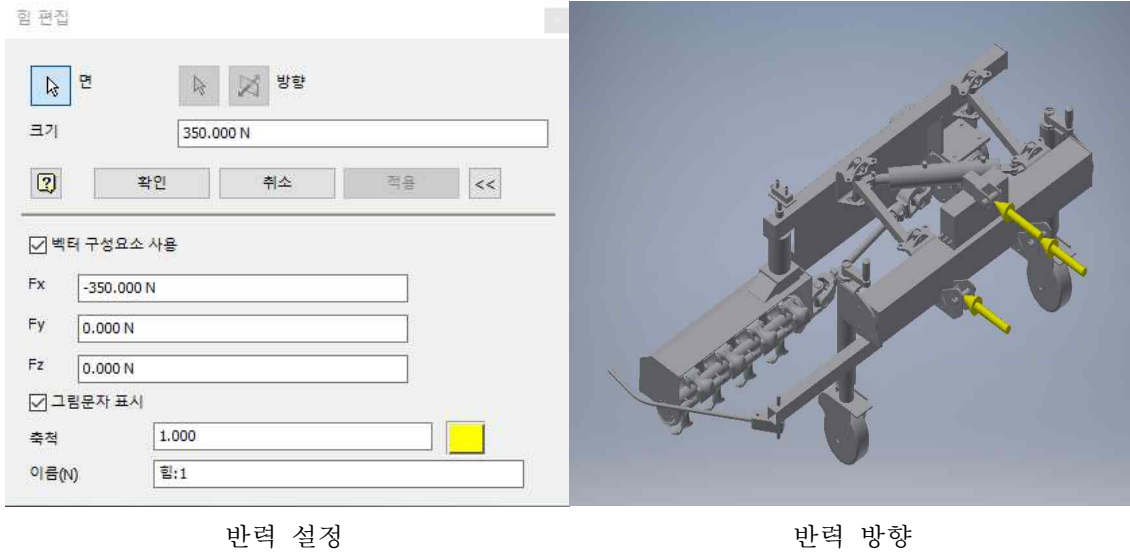 힘 편집
면 방향
크기 350.000 N
확인 취소 적용 <<
벡터 구성요소 사용
Fx -350.000 N
Fy 0.000 N
Fz 0.000 N
그림문자 표시
축척 1.000
이름(N) 힘:1
반력 설정 반력 방향